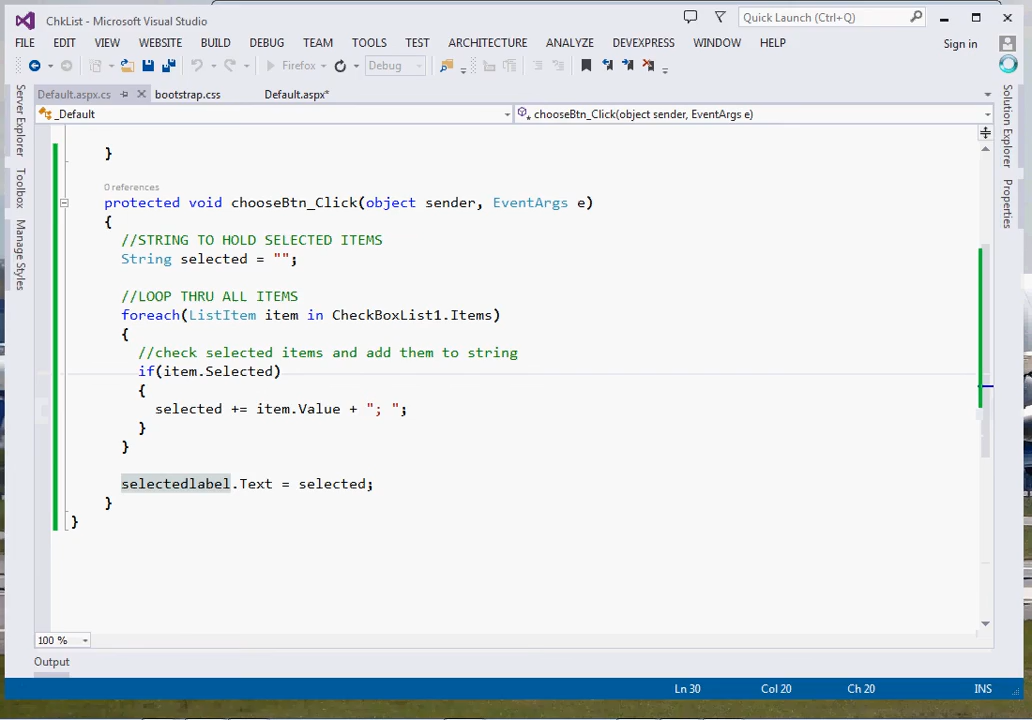 ChkList - Microsoft Visual Studio
Quick Launch (Ctrl+Q)
FILE EDIT VIEW WEBSITE BUILD DEBUG TEAM TOOLS TEST ARCHITECTURE ANALYZE DEVEXPRESS WINDOW HELP Sign in
Firefox Debug
Default.aspx.cs bootstrap.css Default.aspx*
_Default chooseBtn_Click(object sender, EventArgs e)
Server Explorer
Toolbox
Manage Styles
Solution Explorer
Properties
}
0 references
protected void chooseBtn_Click(object sender, EventArgs e)
{
//STRING TO HOLD SELECTED ITEMS
String selected = "";
//LOOP THRU ALL ITEMS
foreach(ListItem item in CheckBoxList1.Items)
{
//check selected items and add them to string
if(item.Selected)
{
selected += item.Value + "; ";
}
}
selectedlabel.Text = selected;
}
}
100 %
Output
Ln 30 Col 20 Ch 20 INS